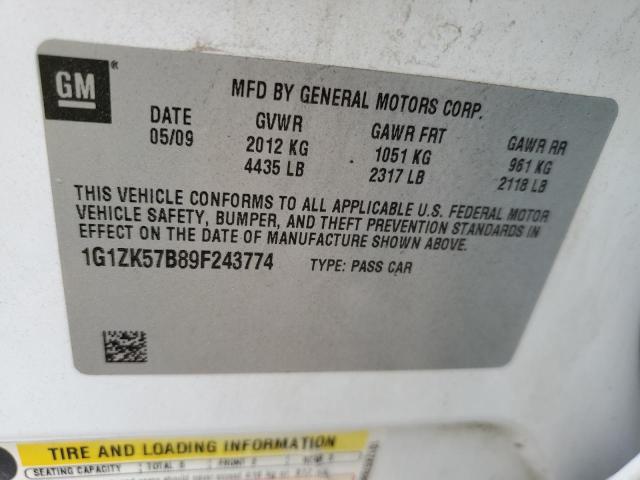 GM ®
MFD BY GENERAL MOTORS CORP.
DATE GVWR GAWR FRT GAWR RR
05/09 2012 KG 1051 KG 961 KG
4435 LB 2317 LB 2118 LB
THIS VEHICLE CONFORMS TO ALL APPLICABLE U.S. FEDERAL MOTOR
VEHICLE SAFETY, BUMPER, AND THEFT PREVENTION STANDARDS IN
EFFECT ON THE DATE OF MANUFACTURE SHOWN ABOVE.
1G1ZK57B89F243774 TYPE: PASS CAR
TIRE AND LOADING INFORMATION
SEATING CAPACITY TOTAL